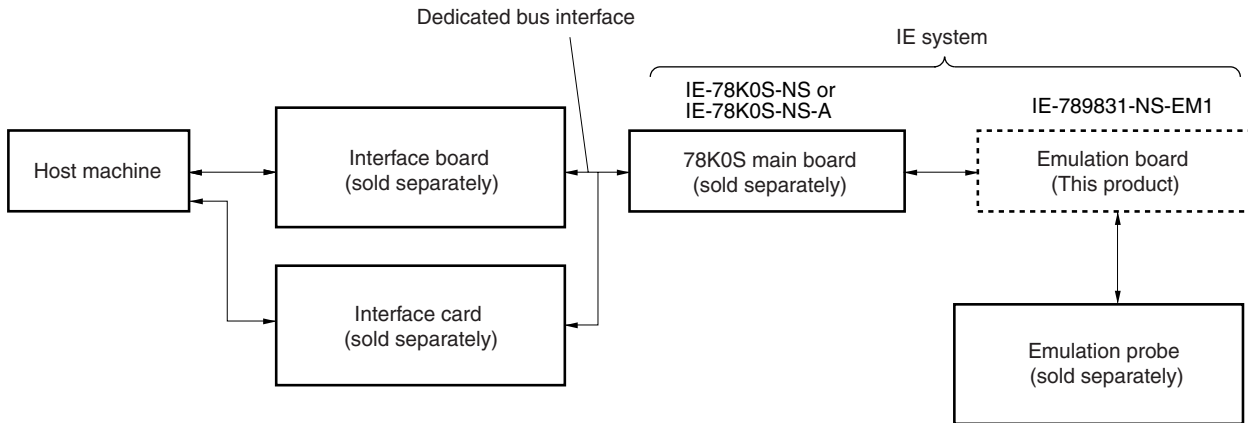 Dedicated bus interface
IE system
IE-78K0S-NS or
IE-78K0S-NS-A
IE-789831-NS-EM1
Host machine
Interface board
(sold separately)
78K0S main board
(sold separately)
Emulation board
(This product)
Interface card
(sold separately)
Emulation probe
(sold separately)